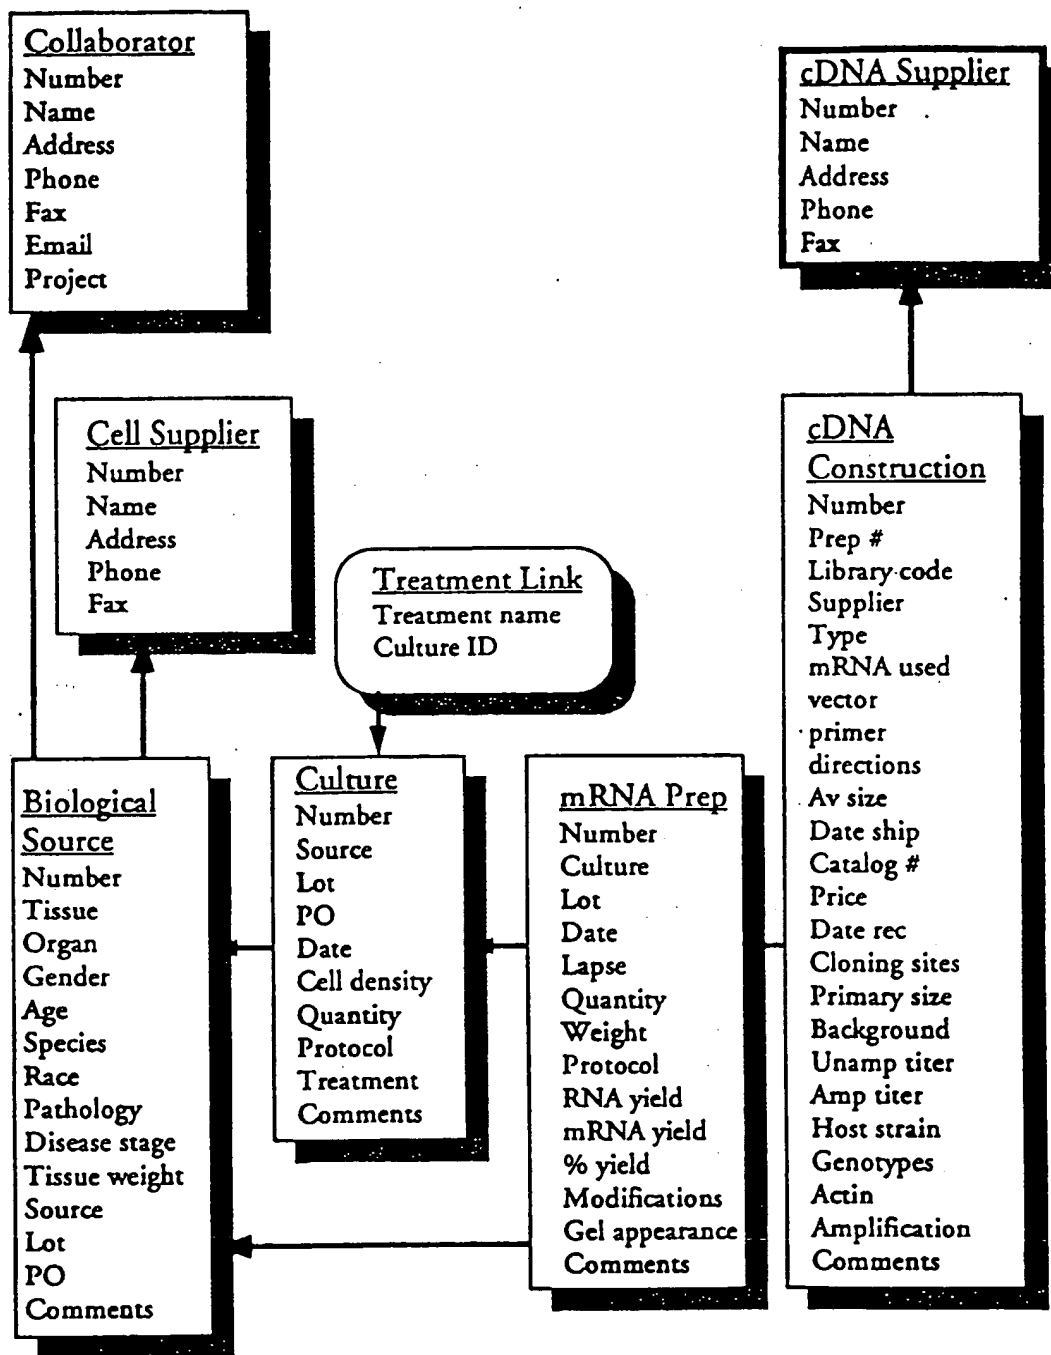 Collaborator
Number
Name
Address
Phone
Fax
Email
Project
cDNA Supplier
Number
Name
Address
Phone
Fax
Cell Supplier
Number
Name
Address
Phone
Fax
Treatment Link
Treatment name
Culture ID
cDNA
Construction
Number
Prep #
Library code
Supplier
Type
mRNA used
vector
primer
directions
Av size
Date ship
Catalog #
Price
Date rec
Cloning sites
Primary size
Background
Unamp titer
Amp titer
Host strain
Genotypes
Actin
Amplification
Comments
Biological
Source
Number
Tissue
Organ
Gender
Age
Species
Race
Pathology
Disease stage
Tissue weight
Source
Lot
PO
Comments
Culture
Number
Source
Lot
PO
Date
Cell density
Quantity
Protocol
Treatment
Comments
mRNA Prep
Number
Culture
Lot
Date
Lapse
Quantity
Weight
Protocol
RNA yield
mRNA yield
% yield
Modifications
Gel appearance
Comments